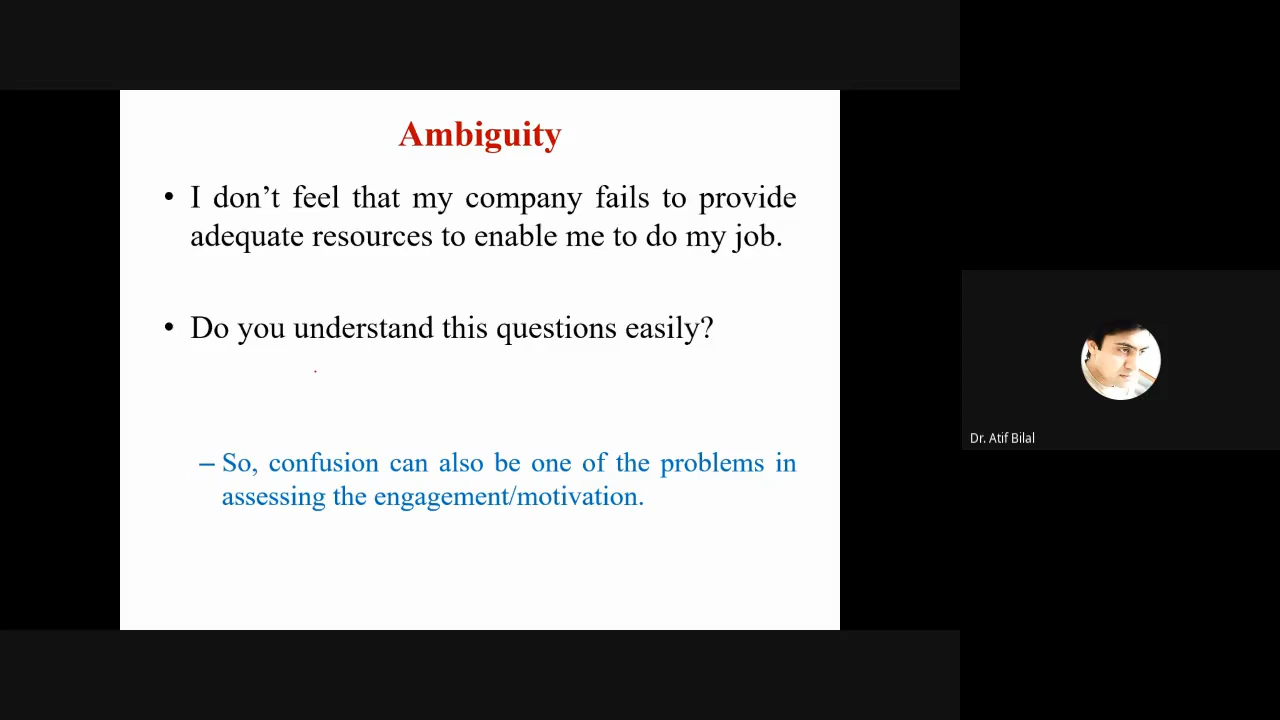 Ambiguity
• I don’t feel that my company fails to provide
adequate resources to enable me to do my job.
• Do you understand this questions easily?
– So, confusion can also be one of the problems in
assessing the engagement/motivation.
Dr. Atif Bilal